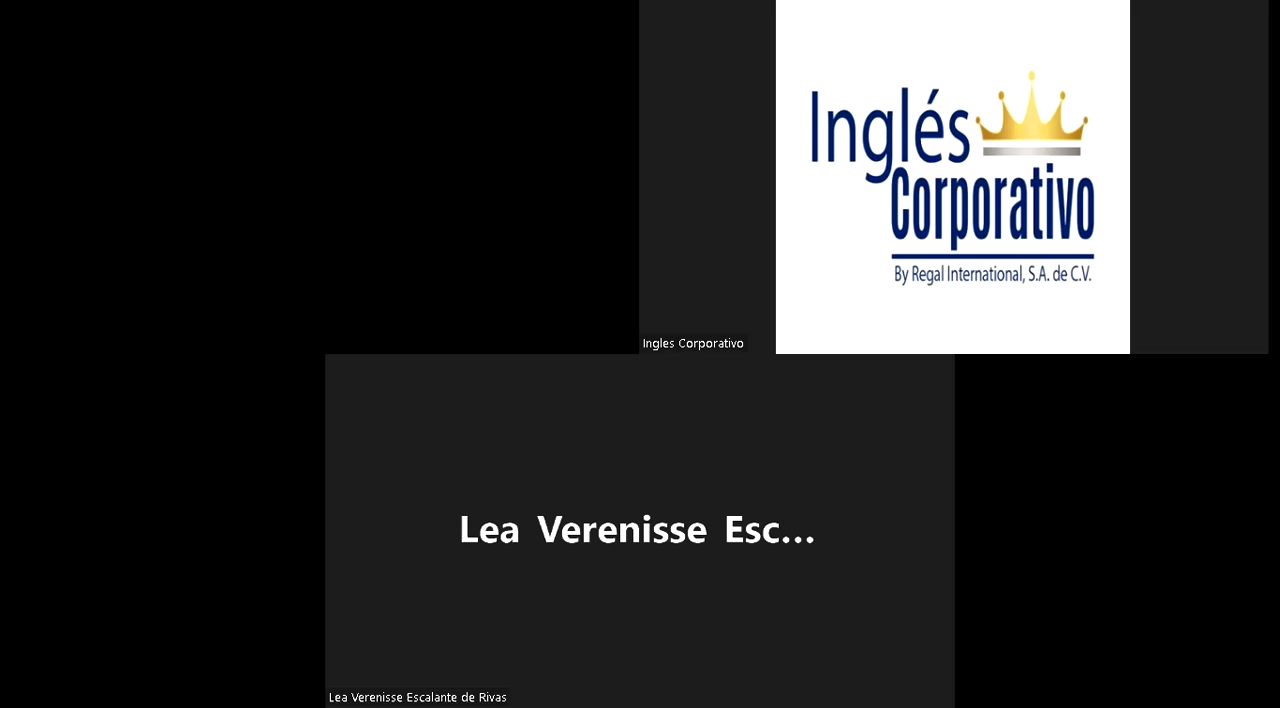 Inglés
Corporativo
By Regal International, S.A. de C.V.
Ingles Corporativo
Lea Verenisse Esc...
Lea Verenisse Escalante de Rivas